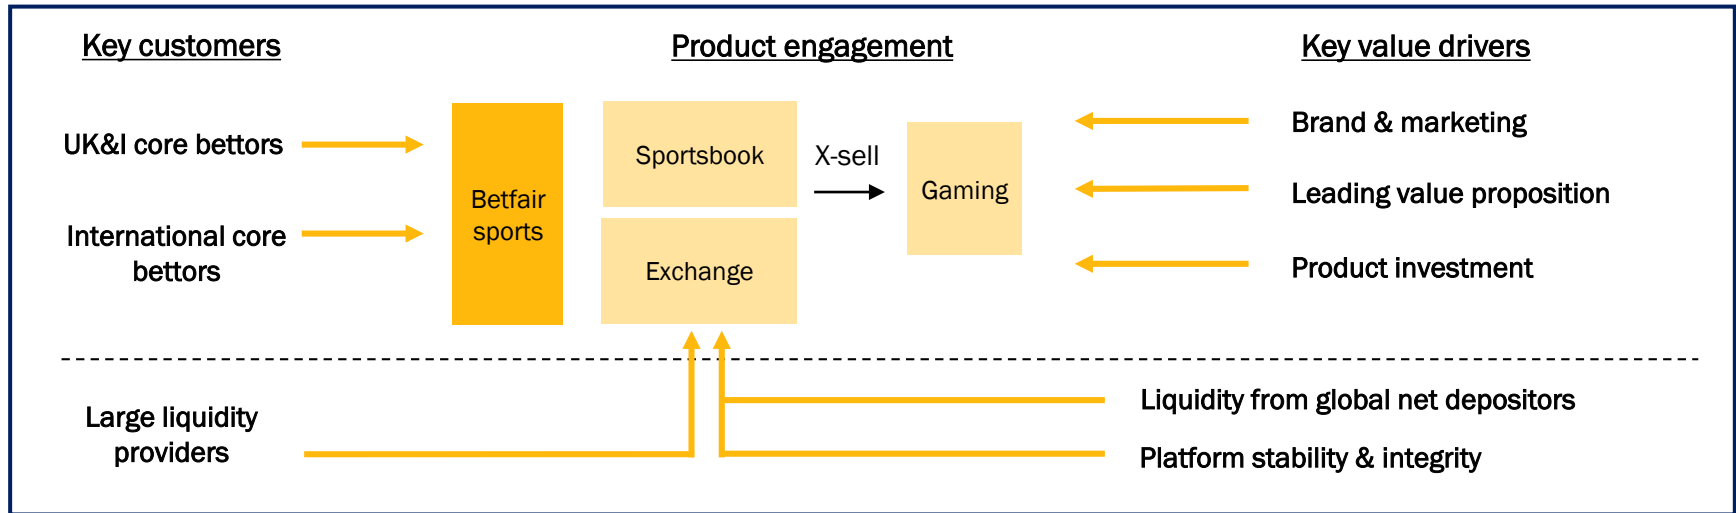 Key customers
Product engagement
Key value drivers
UK&I core bettors
International core
bettors
Betfair
sports
Sportsbook
Exchange
X-sell
Gaming
Brand & marketing
Leading value proposition
Product investment
Large liquidity
providers
Liquidity from global net depositors
Platform stability & integrity